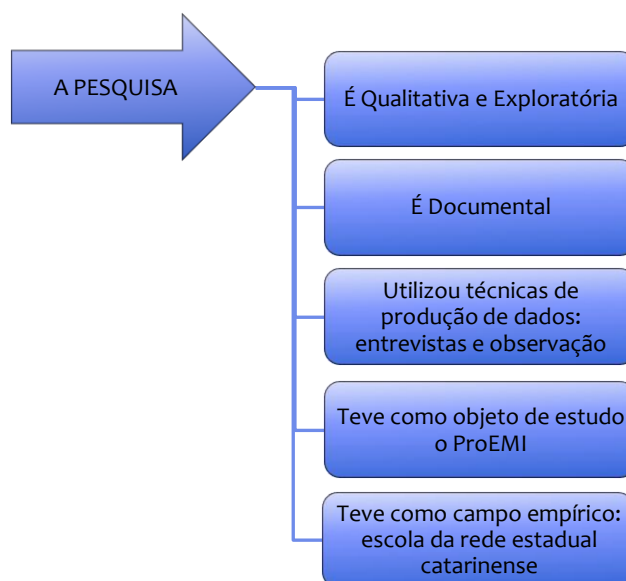 A PESQUISA
É Qualitativa e Exploratória
É Documental
Utilizou técnicas de
produção de dados:
entrevistas e observação
Teve como objeto de estudo
o ProEMI
Teve como campo empírico:
escola da rede estadual
catarinense